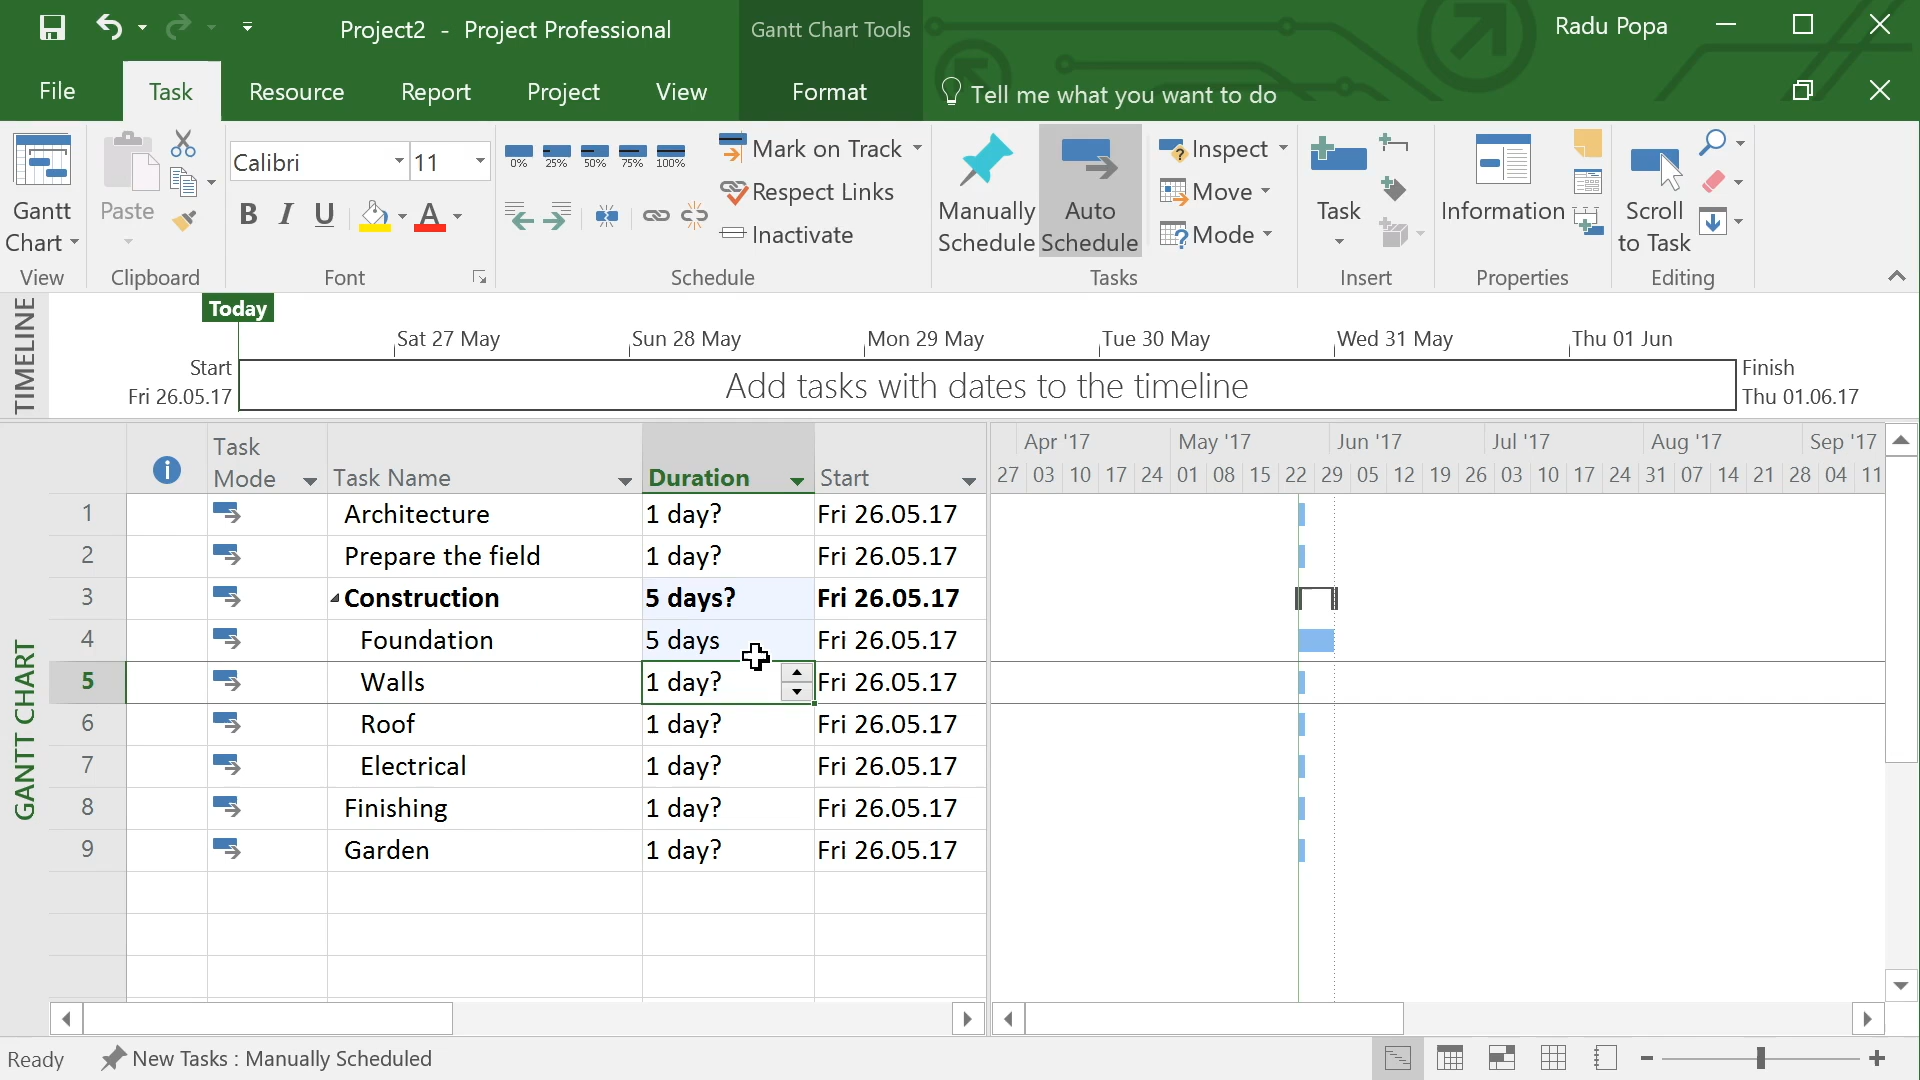 Project2 - Project Professional
Gantt Chart Tools
Radu Popa
File Task Resource Report Project View Format Tell me what you want to do
Gantt Chart
View
Paste
Clipboard
Calibri 11
B I U A
Font
0% 25% 50% 75% 100%
Mark on Track
Respect Links
Inactivate
Schedule
Manually Schedule
Auto Schedule
Inspect
Move
Mode
Tasks
Task
Insert
Information
Properties
Scroll to Task
Editing
TIMELINE
Today
Sat 27 May Sun 28 May Mon 29 May Tue 30 May Wed 31 May Thu 01 Jun
Start
Fri 26.05.17
Add tasks with dates to the timeline
Finish
Thu 01.06.17
GANTT CHART
Task Mode Task Name Duration Start
Apr '17 May '17 Jun '17 Jul '17 Aug '17 Sep '17
27 03 10 17 24 01 08 15 22 29 05 12 19 26 03 10 17 24 31 07 14 21 28 04 11
1 Architecture 1 day? Fri 26.05.17
2 Prepare the field 1 day? Fri 26.05.17
3 Construction 5 days? Fri 26.05.17
4 Foundation 5 days Fri 26.05.17
5 Walls 1 day? Fri 26.05.17
6 Roof 1 day? Fri 26.05.17
7 Electrical 1 day? Fri 26.05.17
8 Finishing 1 day? Fri 26.05.17
9 Garden 1 day? Fri 26.05.17
Ready New Tasks : Manually Scheduled